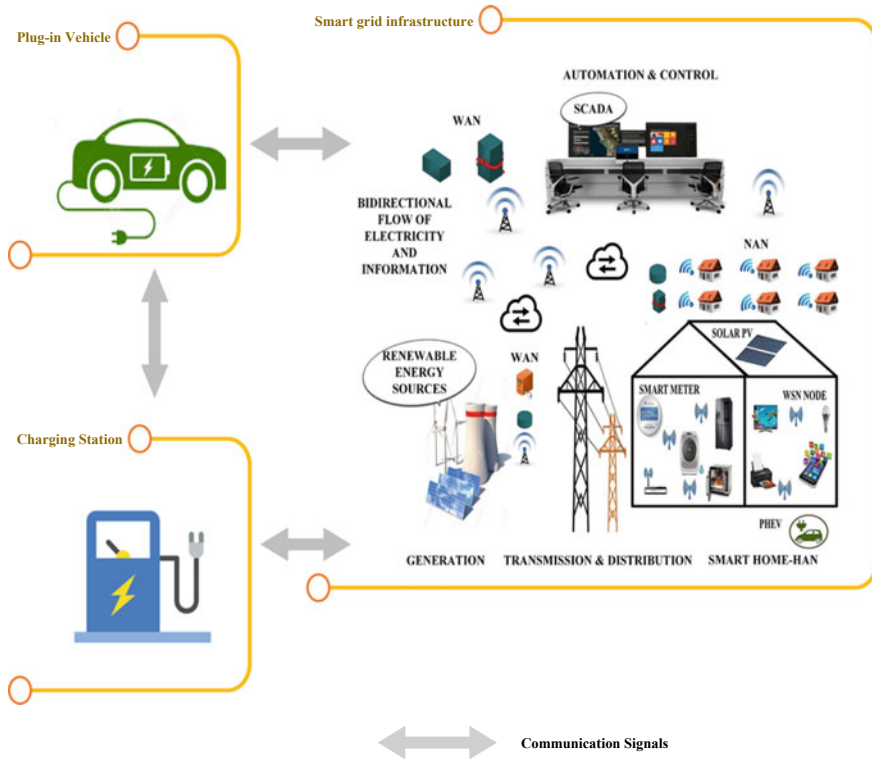 Plug-in Vehicle
Smart grid infrastructure
AUTOMATION & CONTROL
SCADA
WAN
BIDIRECTIONAL
FLOW OF
ELECTRICITY
AND
INFORMATION
NAN
SOLAR PV
RENEWABLE
ENERGY
SOURCES
WAN
SMART METER
WSN NODE
Charging Station
PHEV
GENERATION
TRANSMISSION & DISTRIBUTION
SMART HOME-HAN
Communication Signals